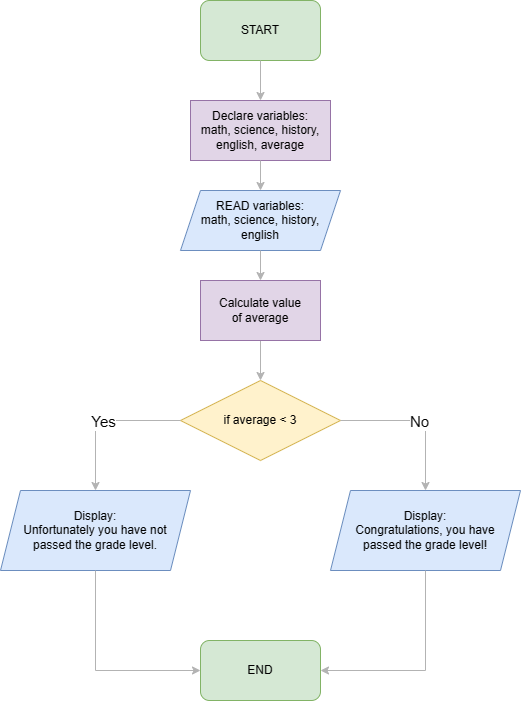 START
Declare variables:
math, science, history,
english, average
READ variables:
math, science, history,
english
Calculate value
of average
if average < 3
Yes
No
Display:
Unfortunately you have not
passed the grade level.
Display:
Congratulations, you have
passed the grade level!
END